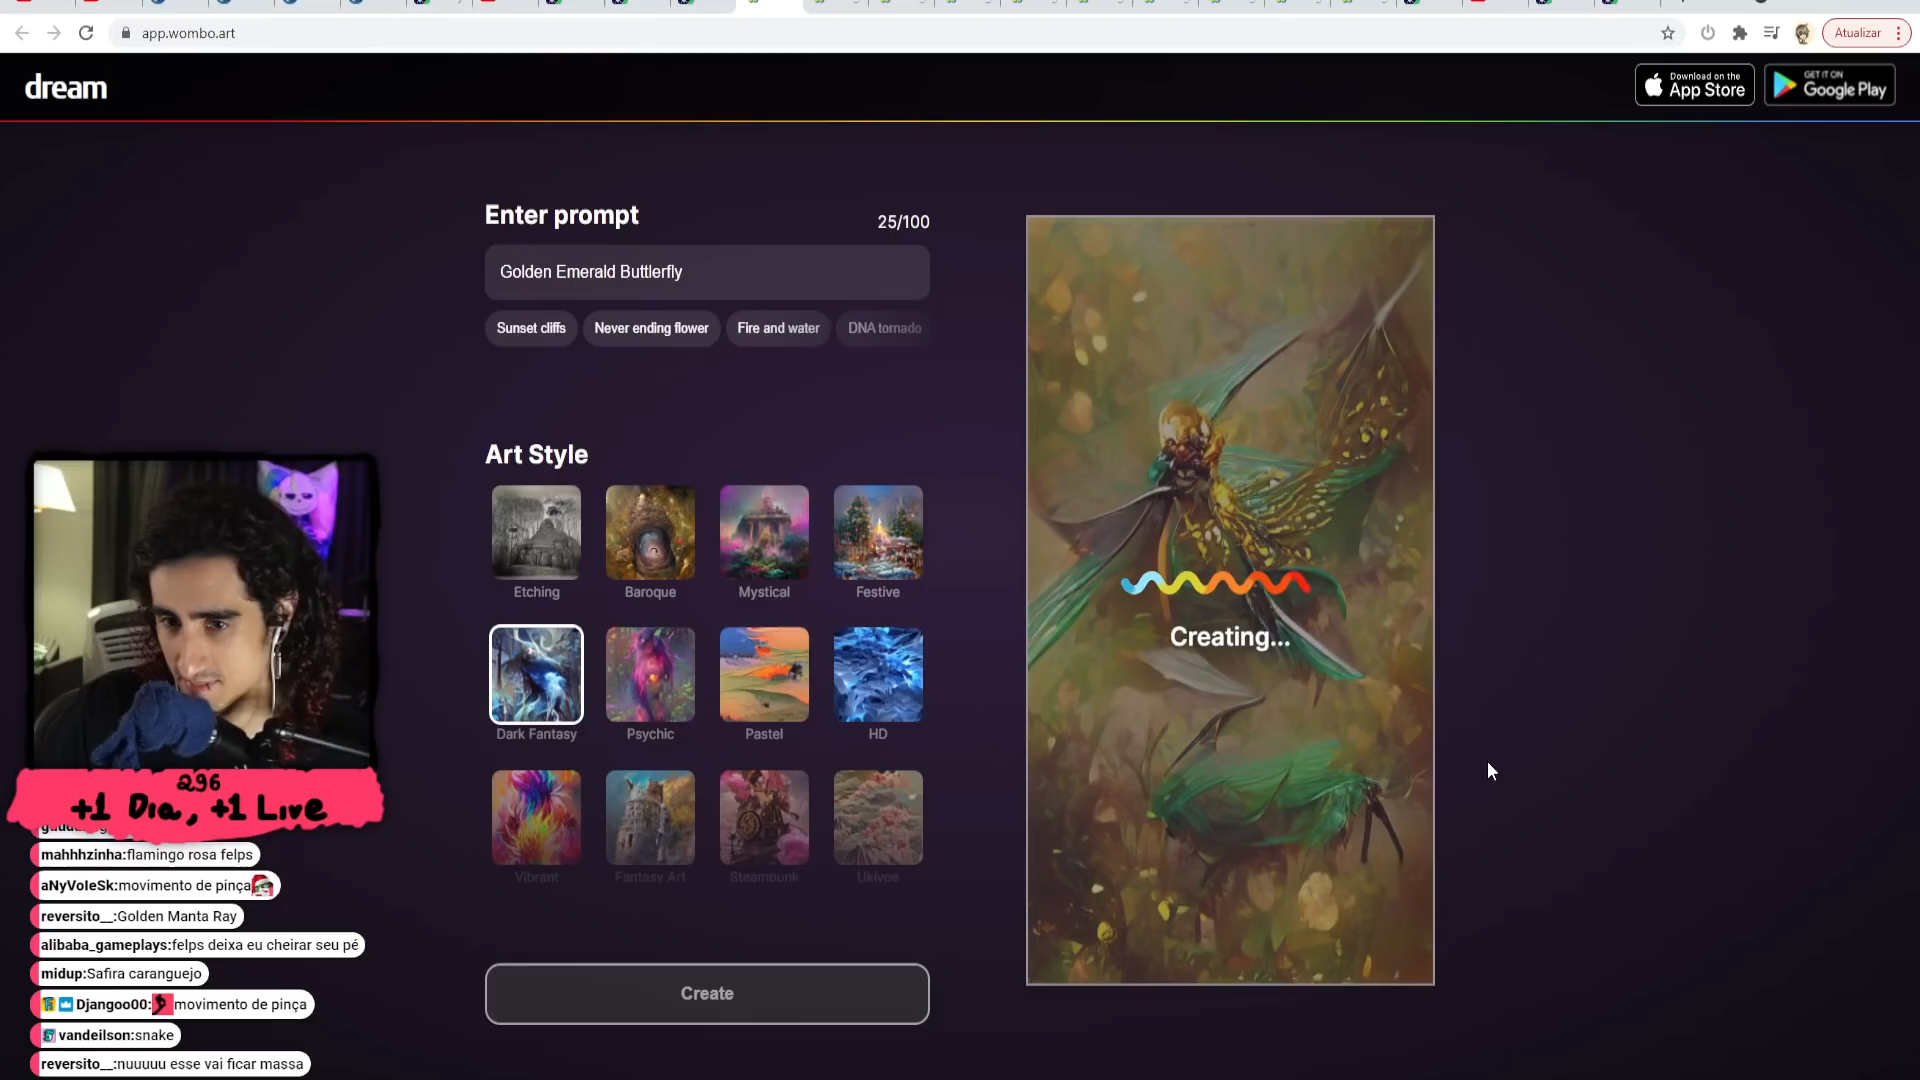 app.wombo.art
Atualizar
dream
Download on the
App Store
GET IT ON
Google Play
Enter prompt
25/100
Golden Emerald Buttlerfly
Sunset cliffs
Never ending flower
Fire and water
DNA tornado
Art Style
Etching
Baroque
Mystical
Festive
Dark Fantasy
Psychic
Pastel
HD
Vibrant
Fantasy Art
Steampunk
Ukiyoe
Create
Creating...
296
+1 Dia, +1 Live
mahhhzinha:flamingo rosa felps
aNyVoIeSk:movimento de pinça
reversito__:Golden Manta Ray
alibaba_gameplays:felps deixa eu cheirar seu pé
midup:Safira caranguejo
Djangoo00:movimento de pinça
vandeilson:snake
reversito__:nuuuuu esse vai ficar massa